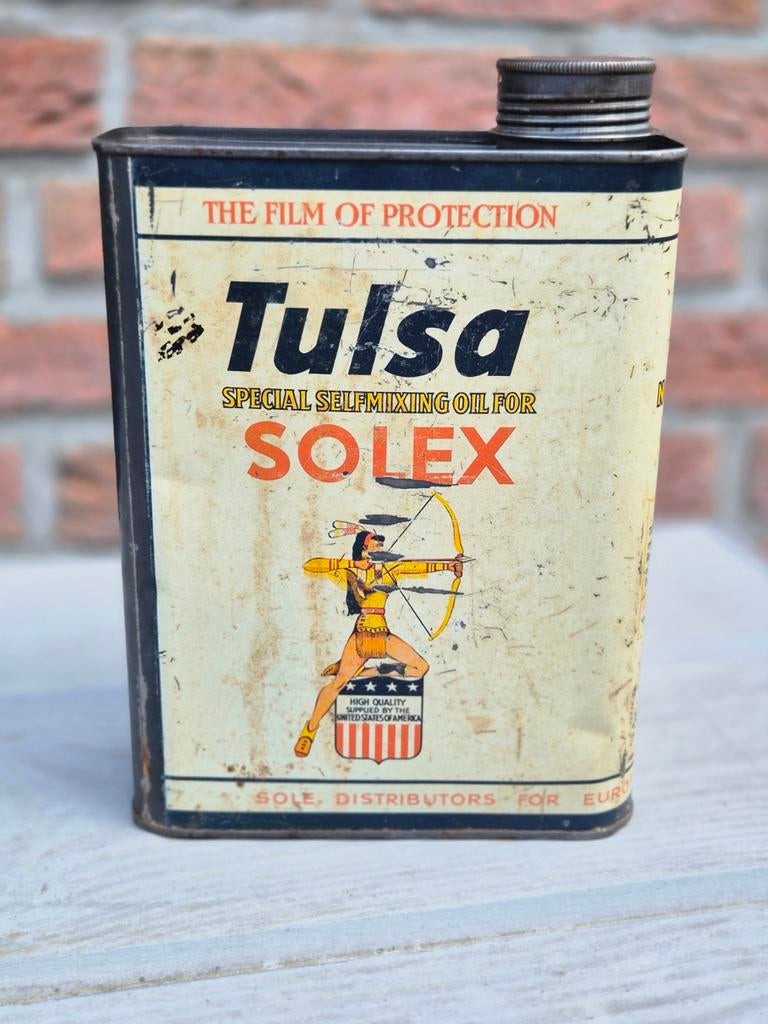 THE FILM OF PROTECTION
Tulsa
SPECIAL SELFMIXING OIL FOR
SOLEX
HIGH QUALITY
SUPPLIED BY THE
UNITED STATES OF AMERICA
SOLE DISTRIBUTORS FOR EURO